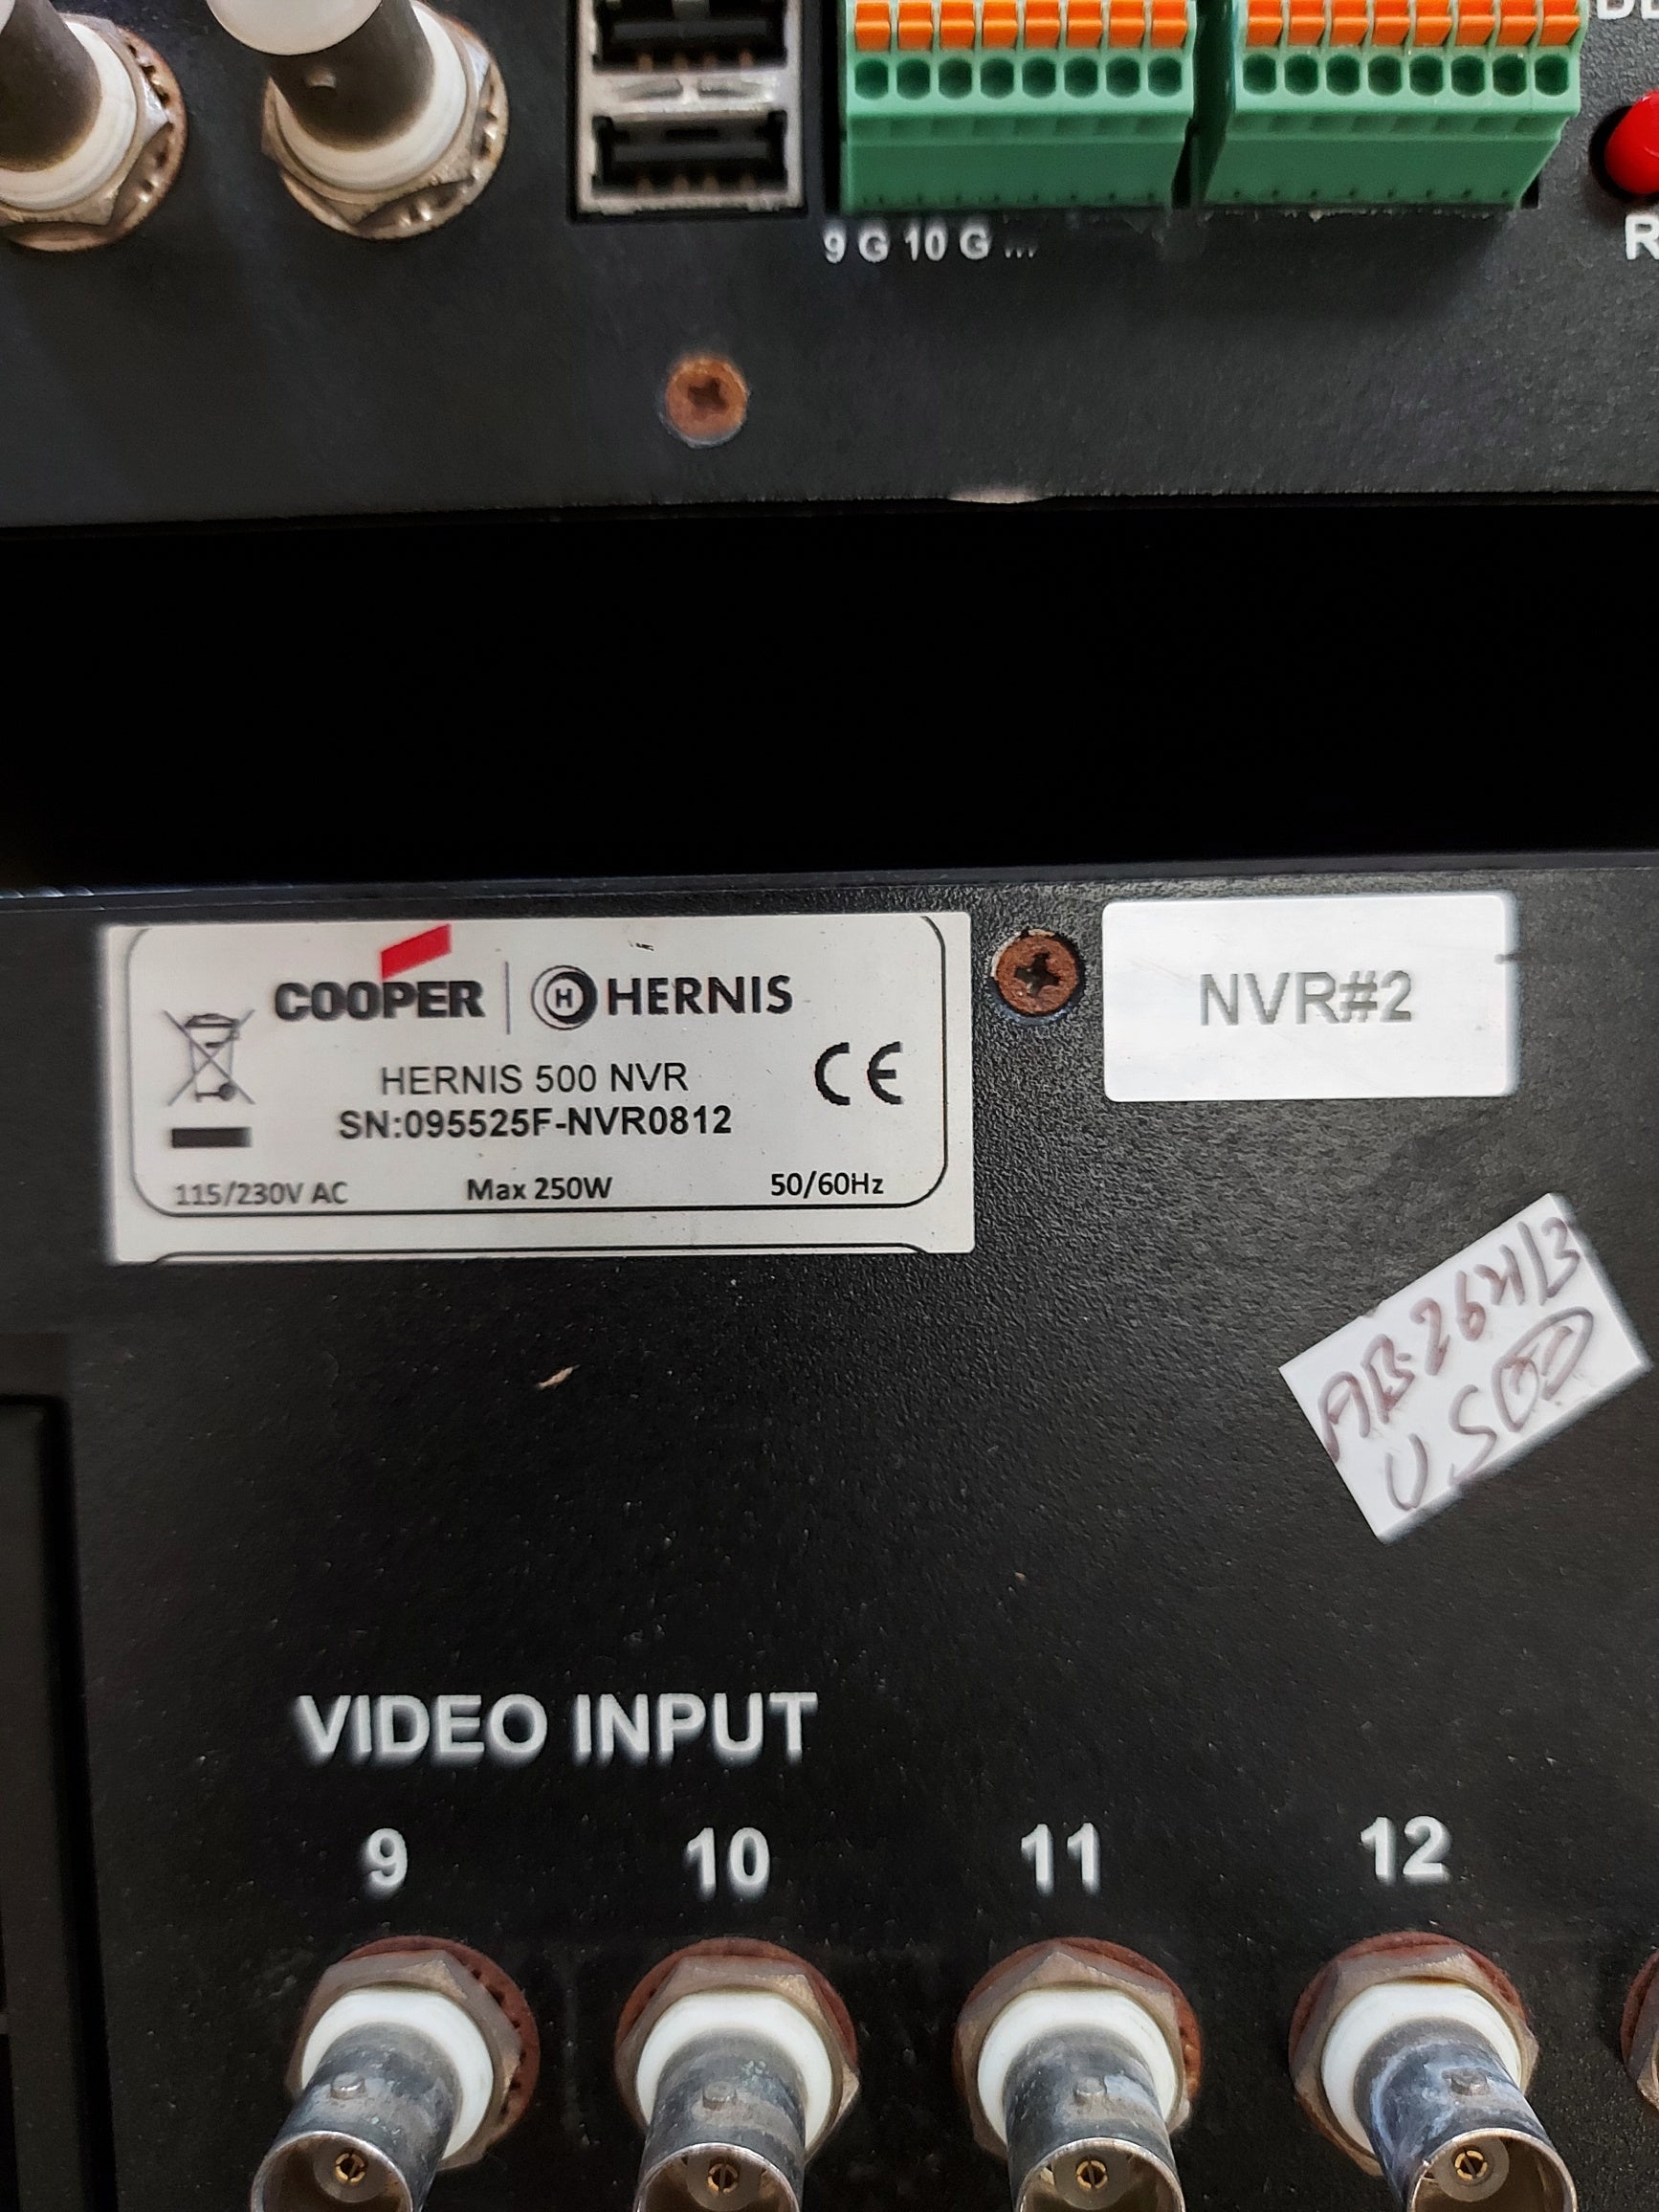 9 G 10 G ...
COOPER | H HERNIS
HERNIS 500 NVR
CE
SN:095525F-NVR0812
115/230V AC Max 250W 50/60Hz
NVR#2
VIDEO INPUT
9 10 11 12